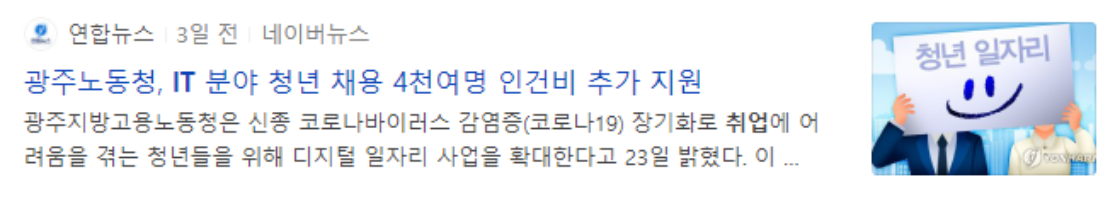 연합뉴스 3일 전 네이버뉴스
광주노동청, IT 분야 청년 채용 4천여명 인건비 추가 지원
광주지방고용노동청은 신종 코로나바이러스 감염증(코로나19) 장기화로 취업에 어
려움을 겪는 청년들을 위해 디지털 일자리 사업을 확대한다고 23일 밝혔다. 이 ...
청년 일자리